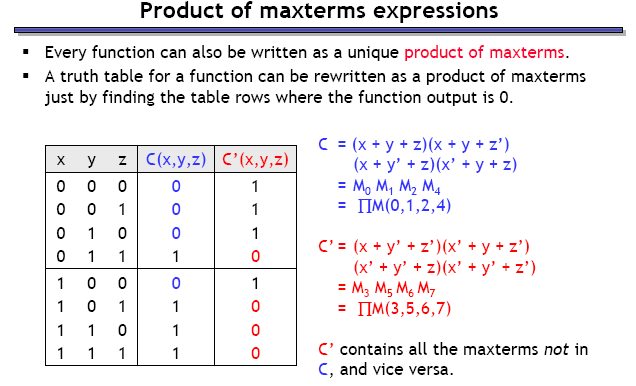 Product of maxterms expressions
▪ Every function can also be written as a unique product of maxterms.
▪ A truth table for a function can be rewritten as a product of maxterms
just by finding the table rows where the function output is 0.
x y z C(x,y,z) C’(x,y,z)
0 0 0 0 1
0 0 1 0 1
0 1 0 0 1
0 1 1 1 0
1 0 0 0 1
1 0 1 1 0
1 1 0 1 0
1 1 1 1 0
C = (x + y + z)(x + y + z’)
(x + y’ + z)(x’ + y + z)
= M0 M1 M2 M4
= ∏M(0,1,2,4)
C’ = (x + y’ + z’)(x’ + y + z’)
(x’ + y’ + z)(x’ + y’ + z’)
= M3 M5 M6 M7
= ∏M(3,5,6,7)
C’ contains all the maxterms not in
C, and vice versa.